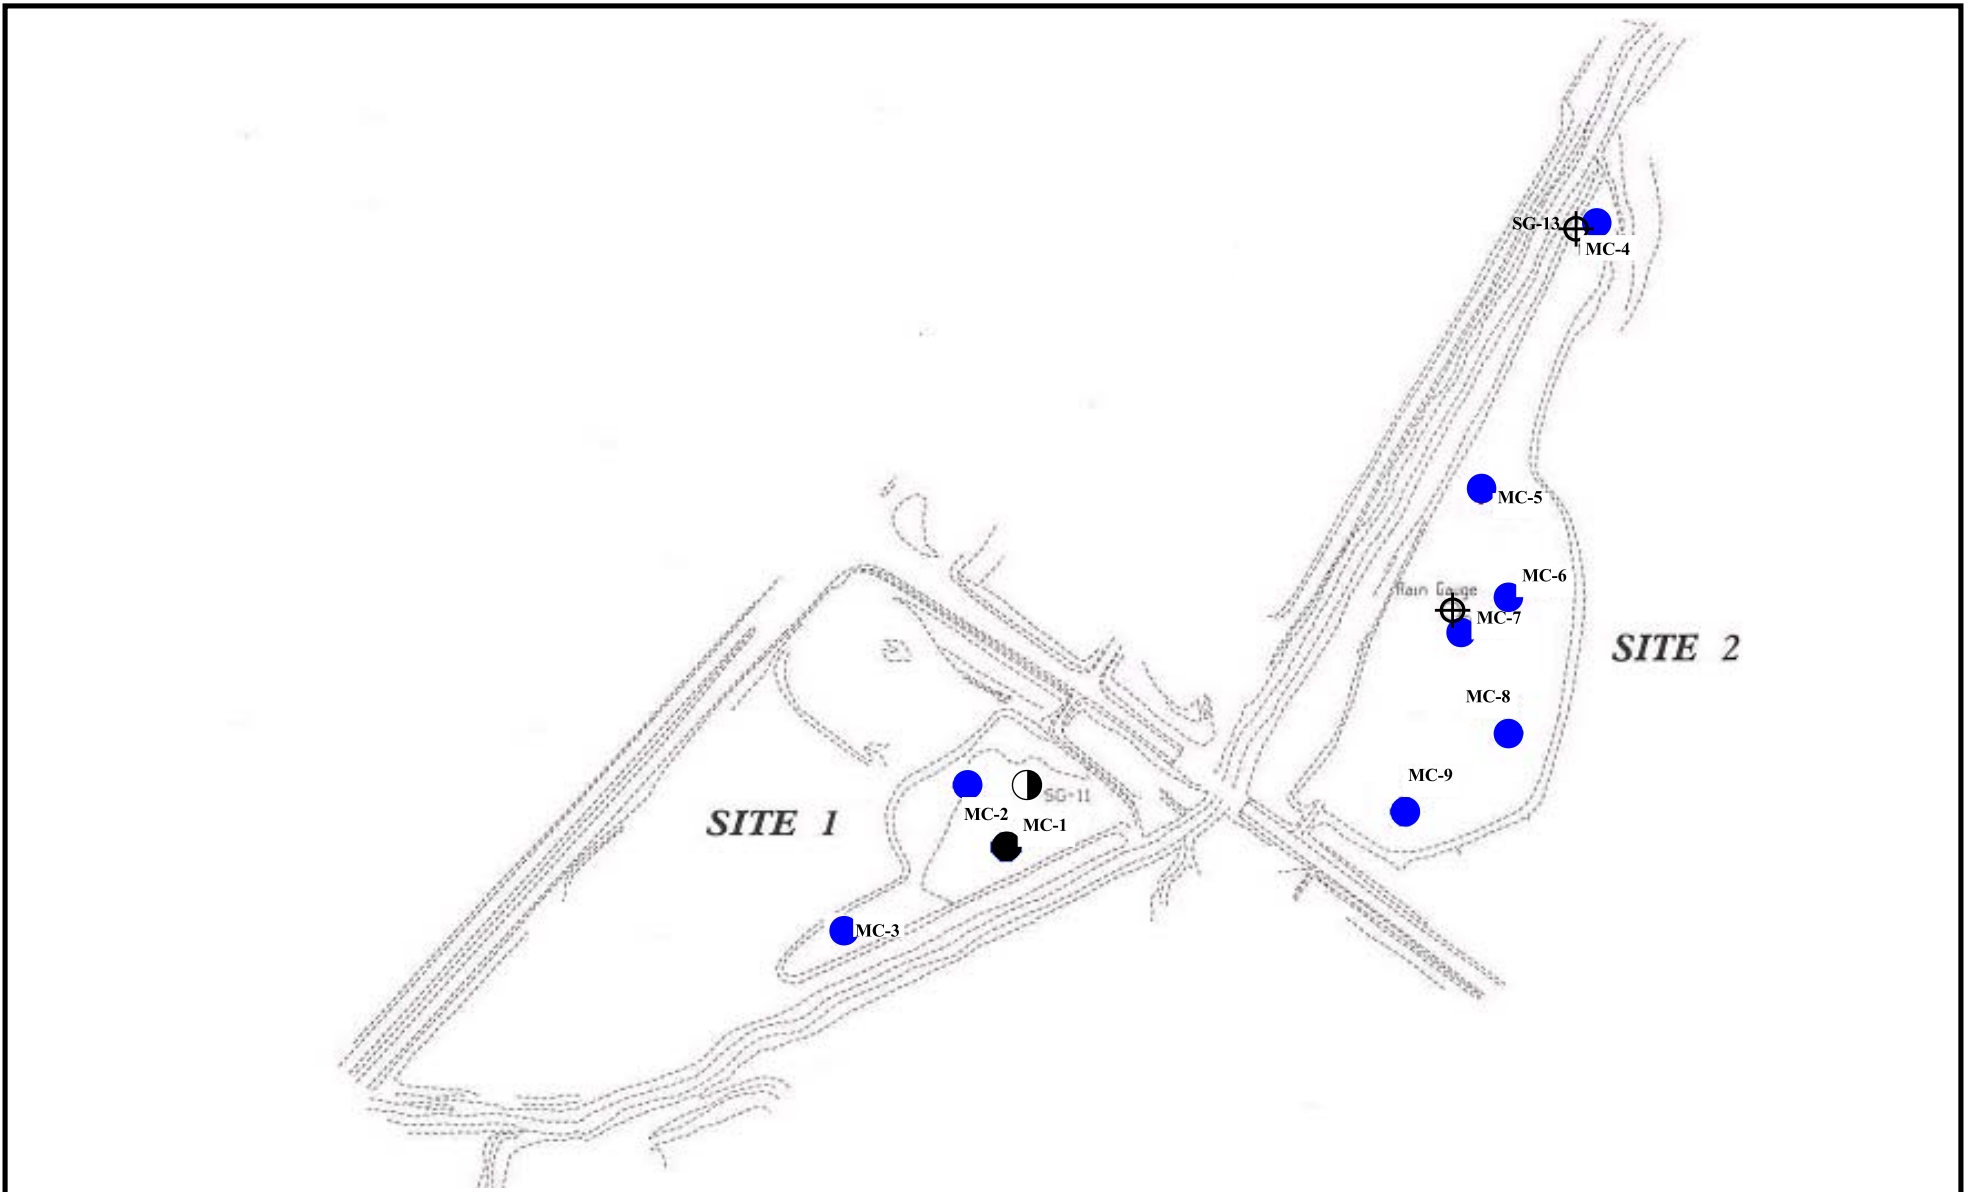 SG-13
MC-4
MC-5
MC-6
Rain Gauge
MC-7
SITE 2
MC-8
MC-9
SG-11
MC-2
MC-1
SITE 1
MC-3